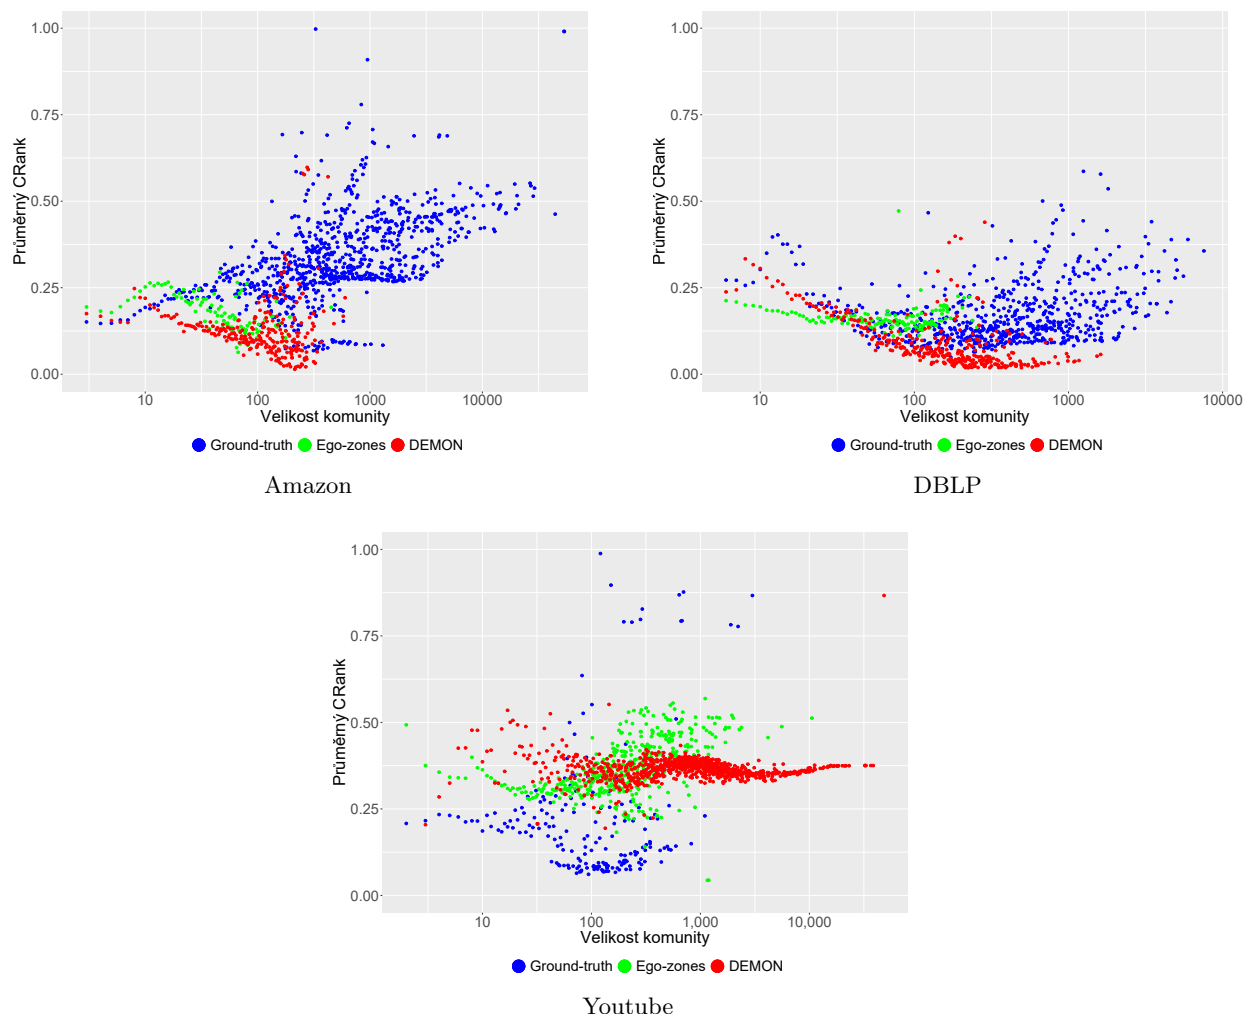 1.00
0.75
0.50
0.25
0.00
Průměrný CRank
10 100 1000 10000
Velikost komunity
Ground-truth Ego-zones DEMON
Amazon
1.00
0.75
0.50
0.25
0.00
Průměrný CRank
10 100 1000 10000
Velikost komunity
Ground-truth Ego-zones DEMON
DBLP
1.00
0.75
0.50
0.25
0.00
Průměrný CRank
10 100 1,000 10,000
Velikost komunity
Ground-truth Ego-zones DEMON
Youtube